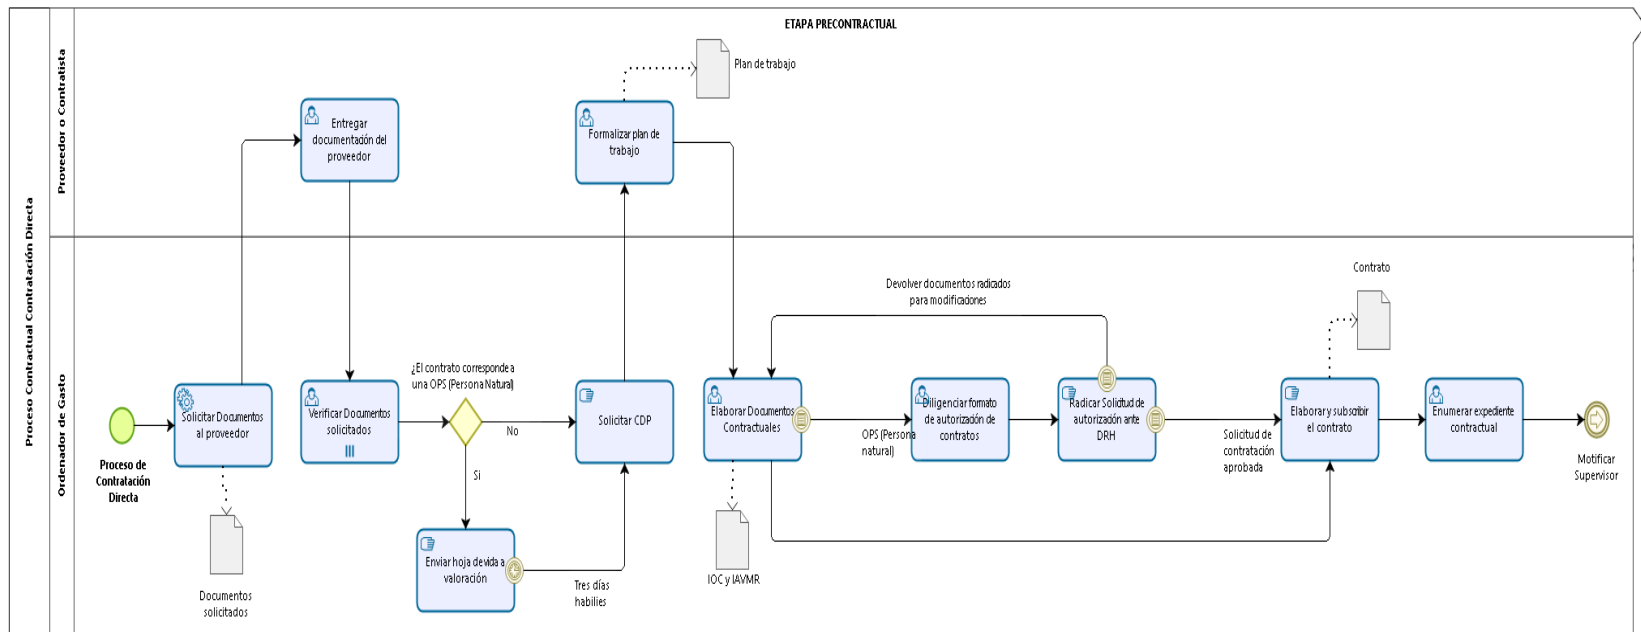 ETAPA PRECONTRACTUAL
Proceso Contractual Contratación Directa
Proveedor o Contratista
Plan de trabajo
Entregar
documentación del
proveedor
Formalizar plan de
trabajo
Ordenador de Gasto
Contrato
Devolver documentos radicados
para modificaciones
¿El contrato corresponde a
una OPS (Persona Natural)
Solicitar Documentos
al proveedor
Verificar Documentos
solicitados
No
Solicitar CDP
Elaborar Documentos
Contractuales
OPS (Persona
natural)
Diligenciar formato
de autorización de
contratos
Radicar Solicitud de
autorización ante
DRH
Solicitud de
contratación
aprobada
Elaborar y subscribir
el contrato
Enumerar expediente
contractual
Motificar
Supervisor
Proceso de
Contratación
Directa
Si
Enviar hoja de vida a
valoración
Tres días
habilies
IOC y IAVMR
Documentos
solicitados